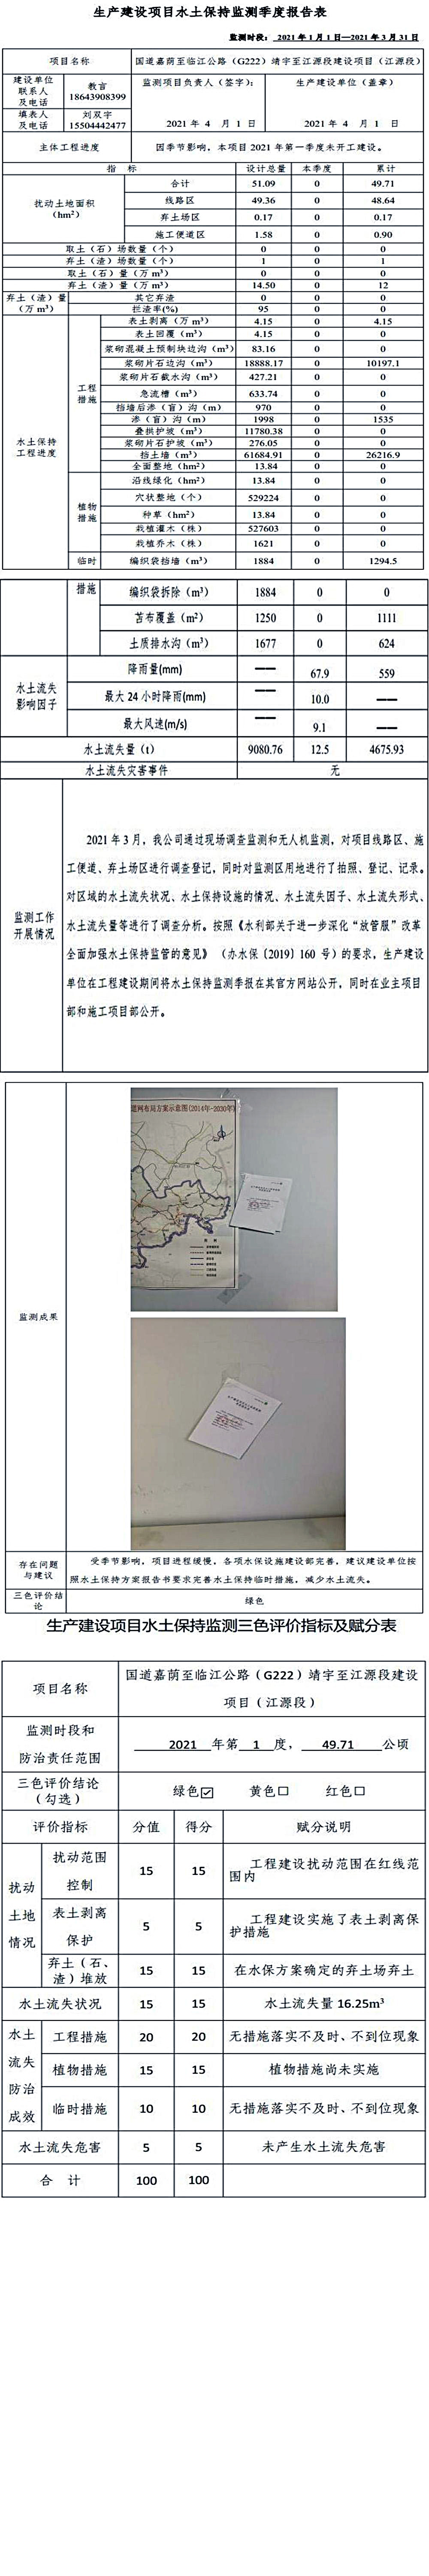 生产建设项目水土保持监测季度报告表
监测时段: 2021 年 1 月 1 日—2021 年 3 月 31 日
项目名称 国道嘉荫至临江公路（G222）靖宇至江源段建设项目（江源段）
建设单位联系人及电话 教言 18643908399 监测项目负责人（签字）: 2021 年 4 月 1 日 生产建设单位（盖章） 2021 年 4 月 1 日
填表人及电话 刘双宇 15504442477
主体工程进度 因季节影响，本项目 2021 年第一季度未开工建设。
指 标 设计总量 本季度 累计
扰动土地面积（hm²） 合计 51.09 0 49.71
线路区 49.36 0 48.64
弃土场区 0.17 0 0.17
施工便道区 1.58 0 0.90
取土（石）场数量（个） 0 0 0
弃土（渣）场数量（个） 1 0 1
取土（石）量（万 m³） 0 0 0
弃土（渣）量（万 m³） 14.50 0 12
弃土（渣）量（万 m³） 其它弃渣 0 0 0
拦渣率(%) 95 0 0
水土保持工程进度 工程措施 表土剥离（万 m³） 4.15 0 4.15
表土回覆（万 m³） 4.15 0 0
浆砌混凝土预制块边沟（m³） 83.16 0 0
浆砌片石边沟（m³） 18888.17 0 10197.1
浆砌片石截水沟（m³） 427.21 0 0
急流槽（m³） 633.74 0 0
挡墙后渗（盲）沟（m） 970 0 0
渗（盲）沟（m） 1998 0 1535
叠拱护坡（m³） 11780.38 0 0
浆砌片石护坡（m³） 276.05 0 0
挡土墙（m³） 61684.91 0 26216.9
全面整地（hm²） 13.84 0 0
植物措施 沿线绿化（hm²） 13.84 0 0
穴状整地（个） 529224 0 0
种草（hm²） 13.84 0 0
栽植灌木（株） 527603 0 0
栽植乔木（株） 1621 0 0
临时 编织袋挡墙（m³） 1884 0 1294.5
措施 编织袋拆除（m³） 1884 0 0
苫布覆盖（m²） 1250 0 1111
土质排水沟（m³） 1677 0 624
水土流失影响因子 降雨量(mm) —— 67.9 559
最大 24 小时降雨(mm) —— 10.0 ——
最大风速(m/s) —— 9.1 ——
水土流失量（t） 9080.76 12.5 4675.93
水土流失灾害事件 无
监测工作开展情况
2021 年 3 月，我公司通过现场调查监测和无人机监测，对项目线路区、施
工便道、弃土场区进行调查登记，同时对监测区用地进行了拍照、登记、记录。
对区域的水土流失状况、水土保持设施的情况、水土流失因子、水土流失形式、
水土流失量等进行了调查分析。按照《水利部关于进一步深化“放管服”改革
全面加强水土保持监管的意见》（办水保〔2019〕160 号）的要求，生产建设
单位在工程建设期间将水土保持监测季报在其官方网站公开，同时在业主项目
部和施工项目部公开。
监测成果
道网布局方案示意图(2014年-2030年)
存在问题与建议 受季节影响，项目进程缓慢，各项水保设施建设部完善，建议建设单位按
照水土保持方案报告书要求完善水土保持临时措施，减少水土流失。
三色评价结论 绿色
生产建设项目水土保持监测三色评价指标及赋分表
项目名称 国道嘉荫至临江公路（G222）靖宇至江源段建设
项目（江源段）
监测时段和防治责任范围 2021 年第 1 度， 49.71 公顷
三色评价结论（勾选） 绿色☑ 黄色☐ 红色☐
评价指标 分值 得分 赋分说明
扰动土地情况 扰动范围控制 15 15 工程建设扰动范围在红线范围内
表土剥离保护 5 5 工程建设实施了表土剥离保护措施
弃土（石、渣）堆放 15 15 在水保方案确定的弃土场弃土
水土流失状况 15 15 水土流失量 16.25m³
水土流失防治成效 工程措施 20 20 无措施落实不及时、不到位现象
植物措施 15 15 植物措施尚未实施
临时措施 10 10 无措施落实不及时、不到位现象
水土流失危害 5 5 未产生水土流失危害
合 计 100 100